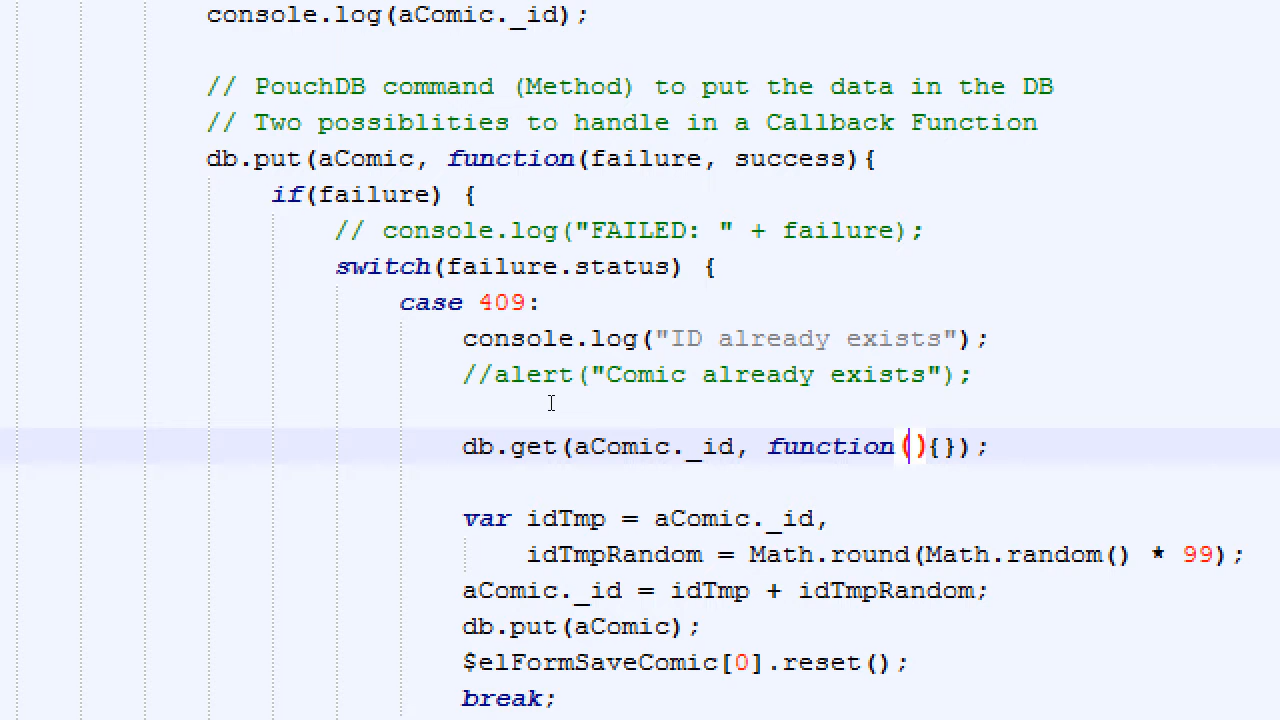 console.log(aComic._id);
// PouchDB command (Method) to put the data in the DB
// Two possiblities to handle in a Callback Function
db.put(aComic, function(failure, success){
if(failure) {
// console.log("FAILED: " + failure);
switch(failure.status) {
case 409:
console.log("ID already exists");
//alert("Comic already exists");
db.get(aComic._id, function(){});
var idTmp = aComic._id,
idTmpRandom = Math.round(Math.random() * 99);
aComic._id = idTmp + idTmpRandom;
db.put(aComic);
$elFormSaveComic[0].reset();
break;